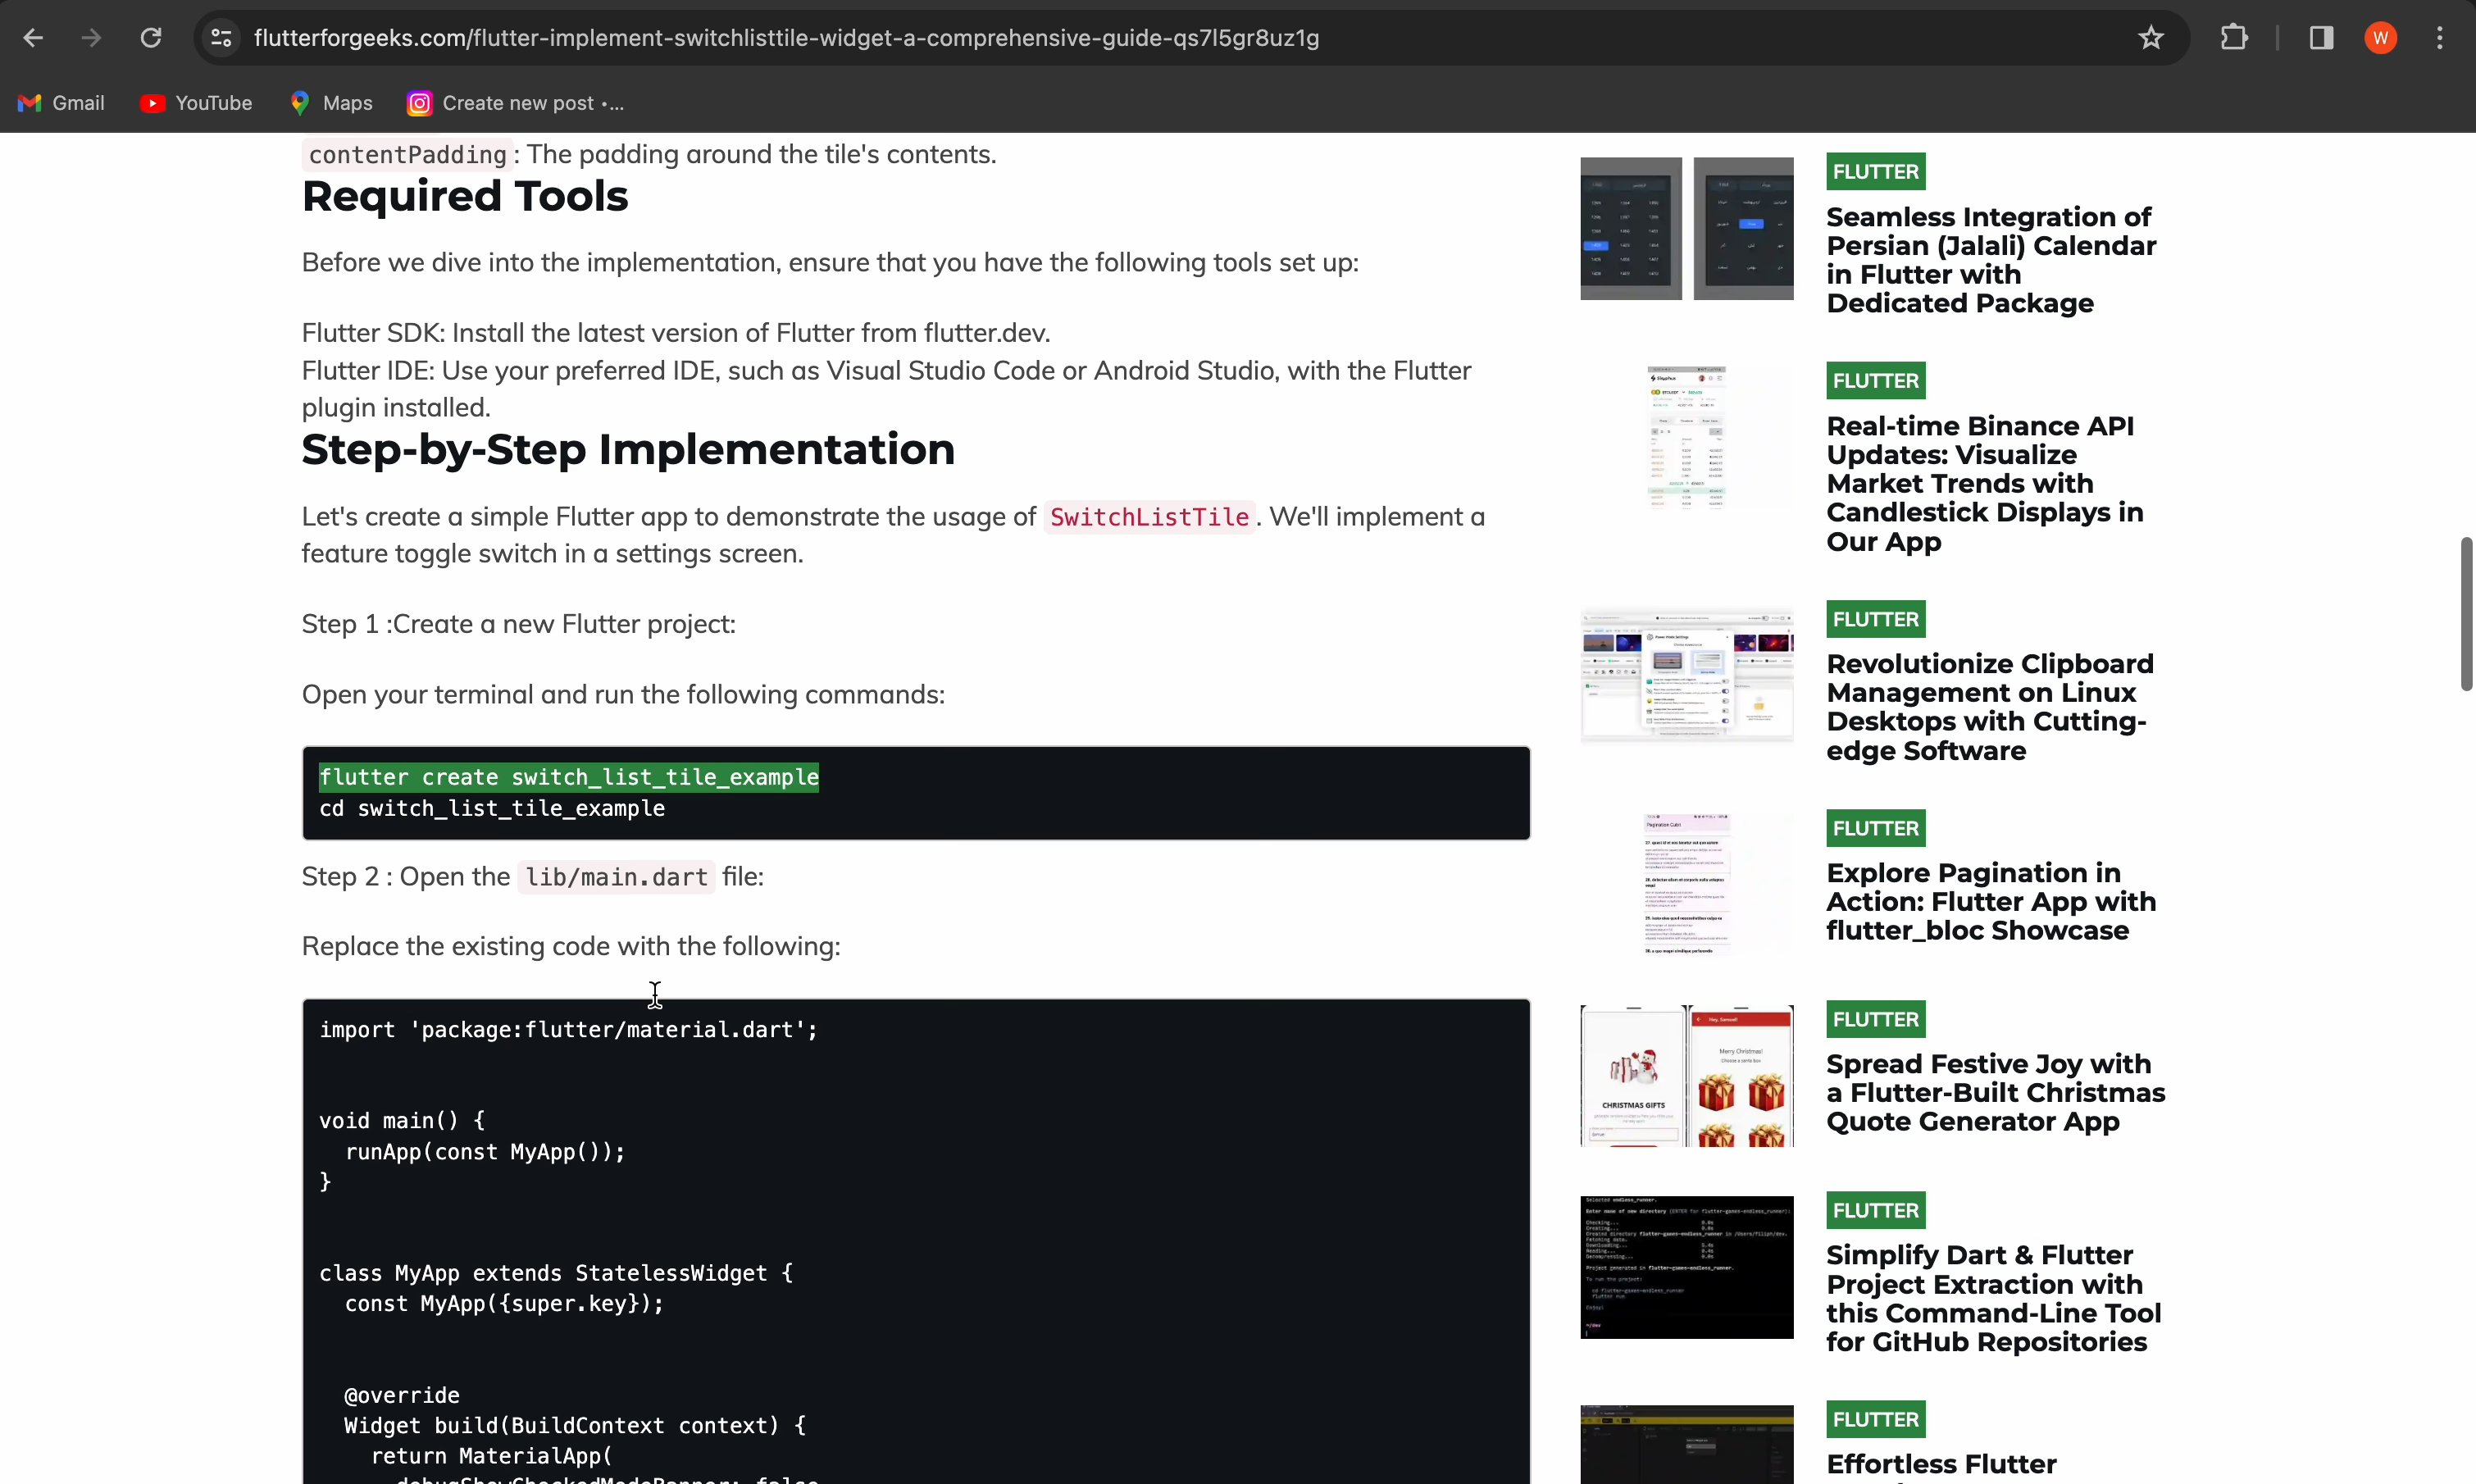 flutterforgeeks.com/flutter-implement-switchlisttile-widget-a-comprehensive-guide-qs7l5gr8uz1g
W
Gmail
YouTube
Maps
Create new post •...
contentPadding : The padding around the tile's contents.
Required Tools
Before we dive into the implementation, ensure that you have the following tools set up:
Flutter SDK: Install the latest version of Flutter from flutter.dev.
Flutter IDE: Use your preferred IDE, such as Visual Studio Code or Android Studio, with the Flutter
plugin installed.
Step-by-Step Implementation
Let's create a simple Flutter app to demonstrate the usage of SwitchListTile . We'll implement a
feature toggle switch in a settings screen.
Step 1 :Create a new Flutter project:
Open your terminal and run the following commands:
flutter create switch_list_tile_example
cd switch_list_tile_example
Step 2 : Open the lib/main.dart file:
Replace the existing code with the following:
import 'package:flutter/material.dart';
void main() {
runApp(const MyApp());
}
class MyApp extends StatelessWidget {
const MyApp({super.key});
@override
Widget build(BuildContext context) {
return MaterialApp(
debugShowCheckedModeBanner: false
FLUTTER
Seamless Integration of
Persian (Jalali) Calendar
in Flutter with
Dedicated Package
FLUTTER
Real-time Binance API
Updates: Visualize
Market Trends with
Candlestick Displays in
Our App
FLUTTER
Revolutionize Clipboard
Management on Linux
Desktops with Cutting-
edge Software
FLUTTER
Explore Pagination in
Action: Flutter App with
flutter_bloc Showcase
CHRISTMAS GIFTS
Hey, Samuel!
Merry Christmas!
FLUTTER
Spread Festive Joy with
a Flutter-Built Christmas
Quote Generator App
FLUTTER
Simplify Dart & Flutter
Project Extraction with
this Command-Line Tool
for GitHub Repositories
FLUTTER
Effortless Flutter